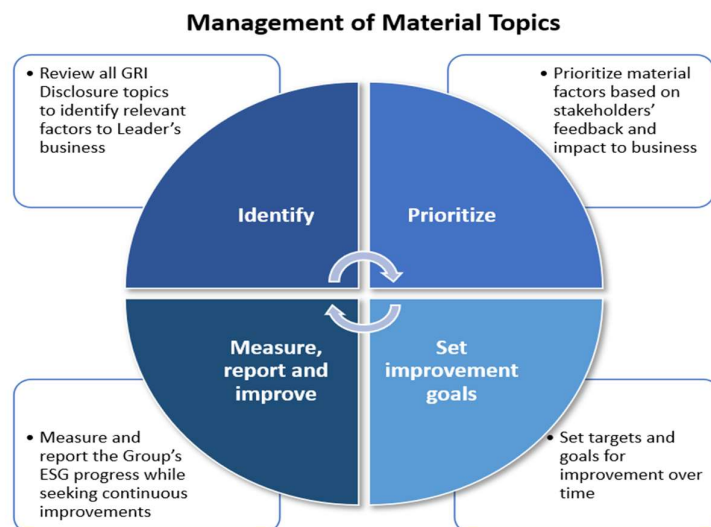 Management of Material Topics
• Review all GRI
Disclosure topics
to identify relevant
factors to Leader's
business
• Prioritize material
factors based on
stakeholders'
feedback and
impact to business
Identify
Prioritize
Measure,
report and
improve
Set
improvement
goals
• Measure and
report the Group's
ESG progress while
seeking continuous
improvements
• Set targets and
goals for
improvement over
time